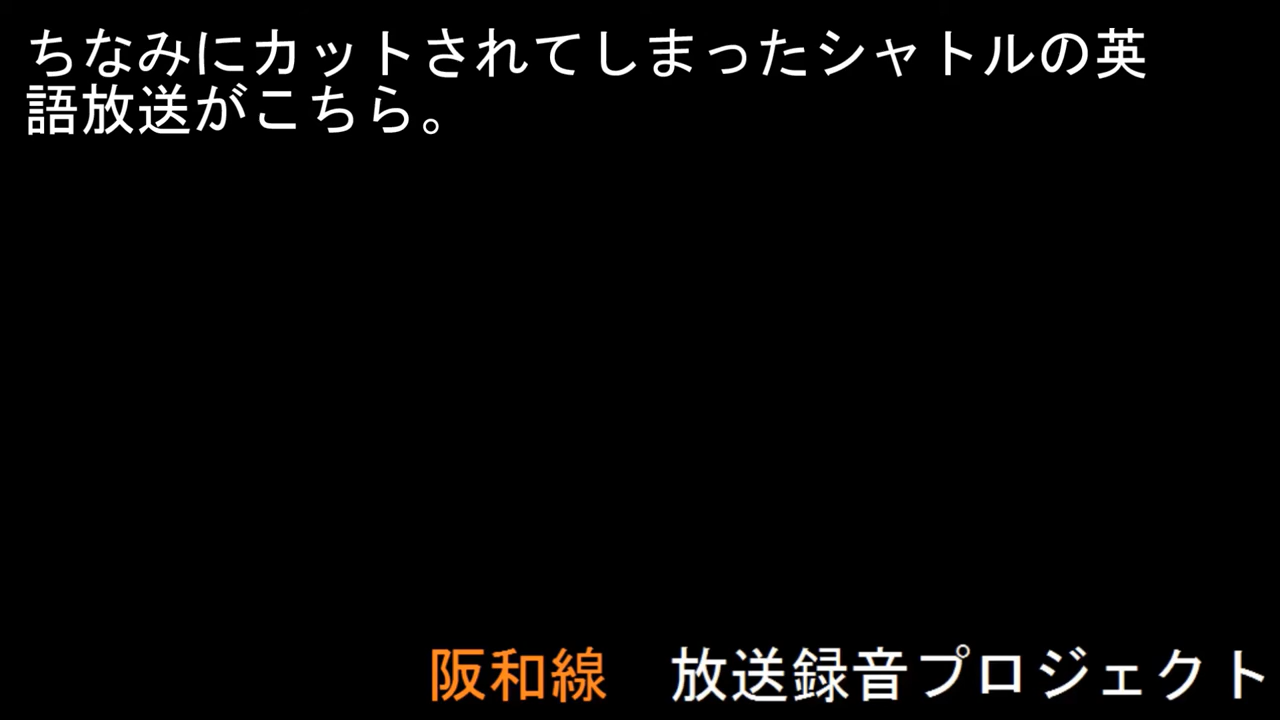 ちなみにカットされてしまったシャトルの英
語放送がこちら。
阪和線　放送録音プロジェクト